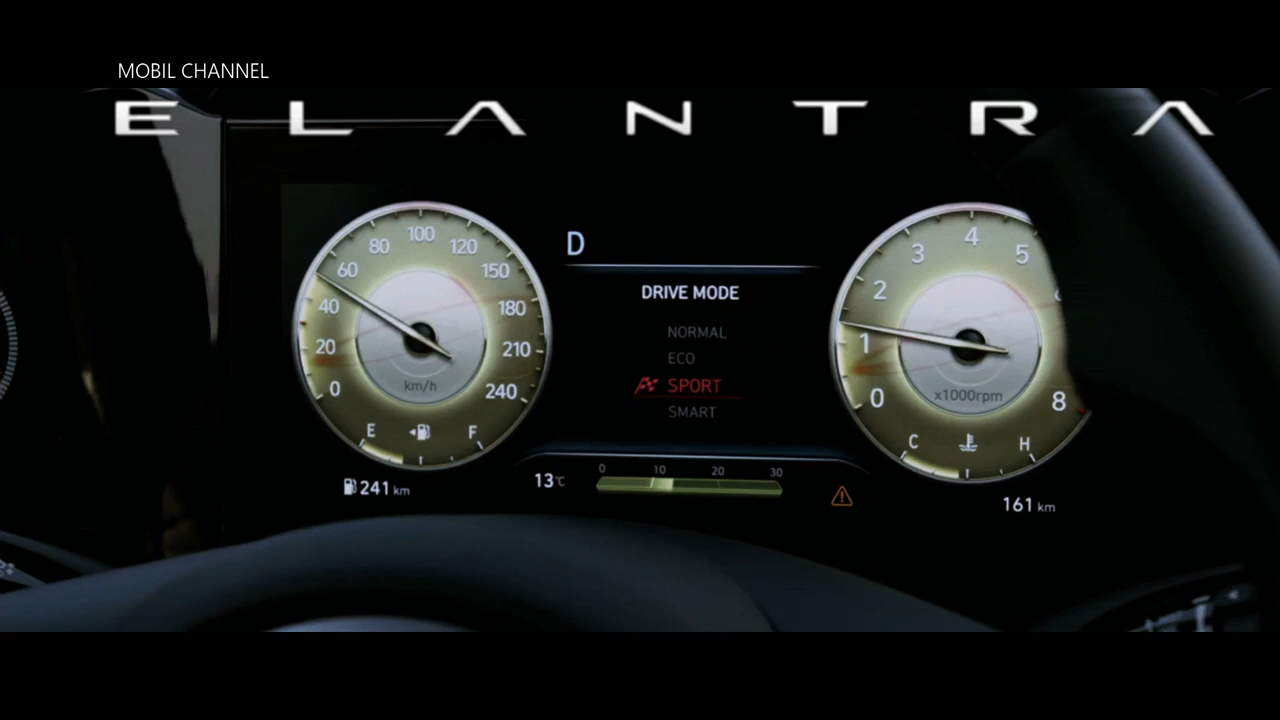 MOBIL CHANNEL
ELANTRA
0 20 40 60 80 100 120 150 180 210 240
km/h
E F
241 km
D
DRIVE MODE
NORMAL
ECO
SPORT
SMART
13℃
0 10 20 30
0 1 2 3 4 5 8
x1000rpm
C H
161 km